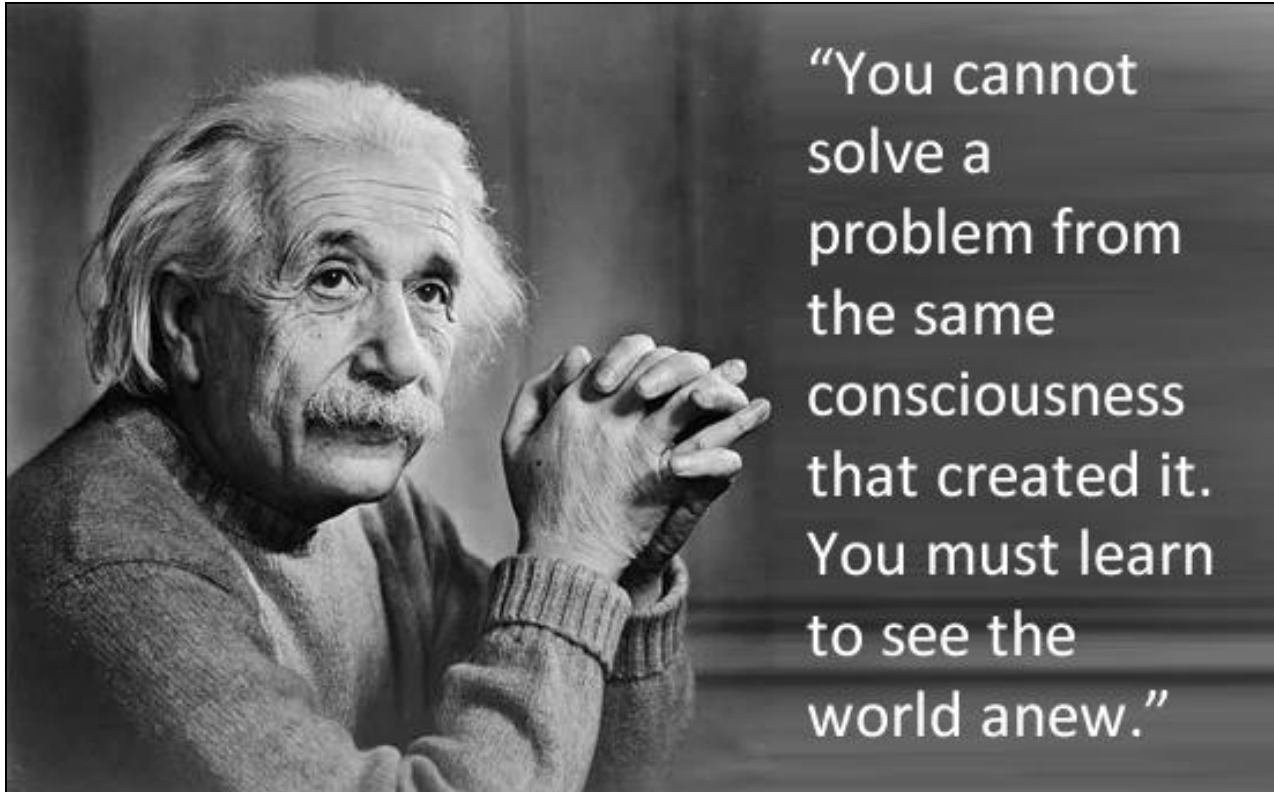 “You cannot
solve a
problem from
the same
consciousness
that created it.
You must learn
to see the
world anew.”